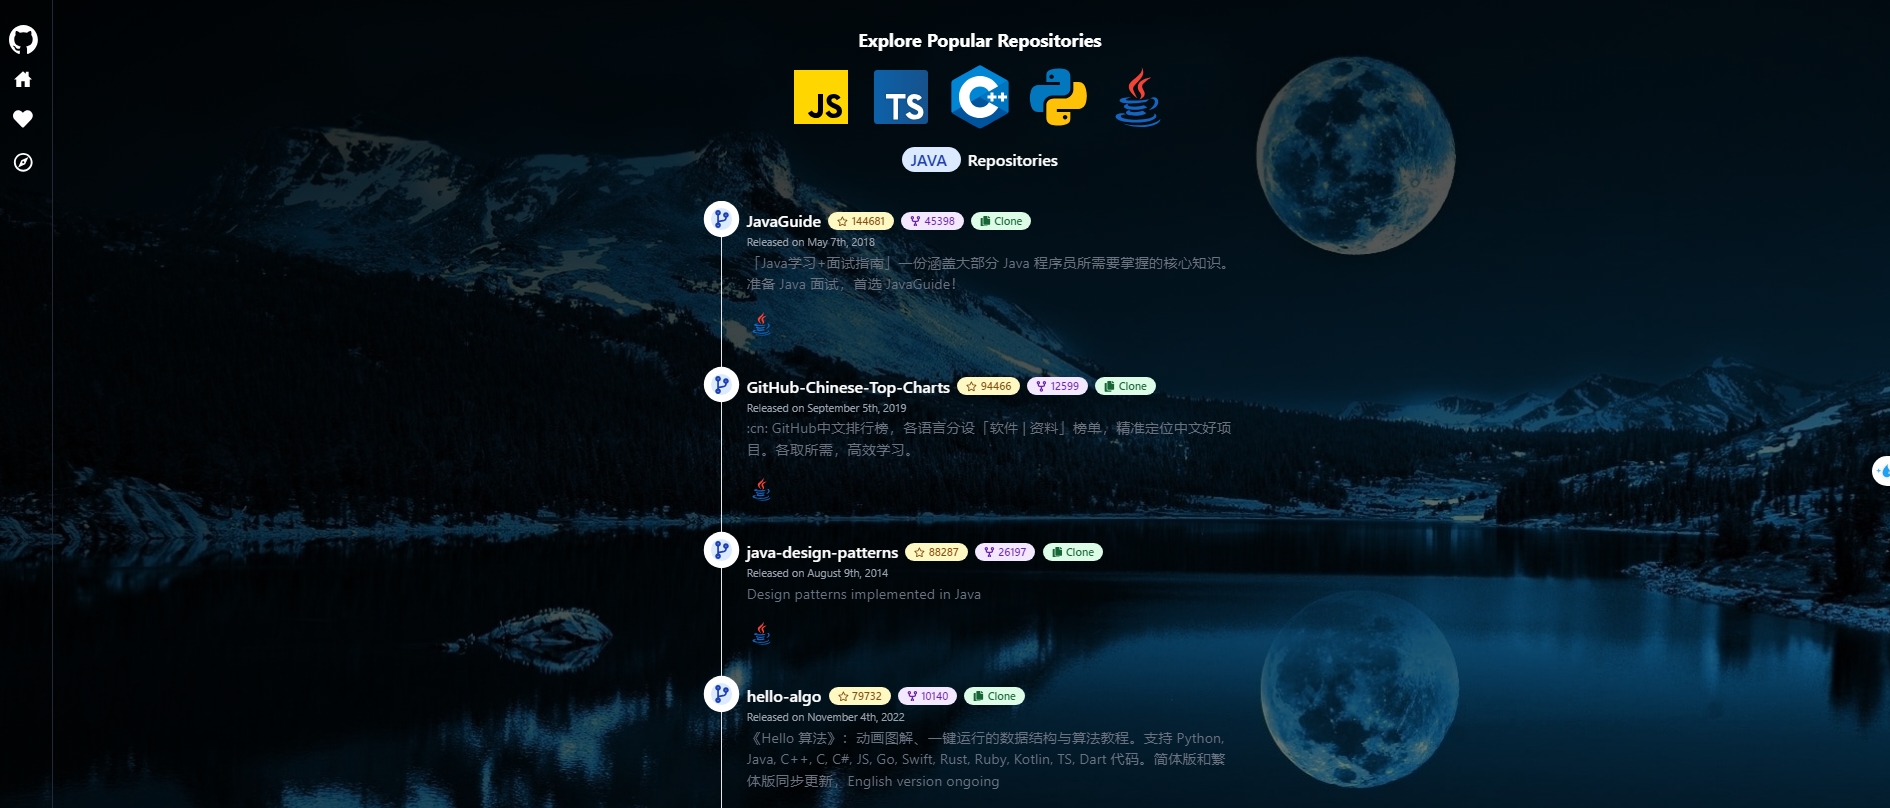 Explore Popular Repositories
JS TS C++
JAVA Repositories
JavaGuide 144681 45398 Clone
Released on May 7th, 2018
「Java学习+面试指南」一份涵盖大部分 Java 程序员所需要掌握的核心知识。
准备 Java 面试，首选 JavaGuide！
GitHub-Chinese-Top-Charts 94466 12599 Clone
Released on September 5th, 2019
:cn: GitHub中文排行榜，各语言分设「软件 | 资料」榜单，精准定位中文好项
目。各取所需，高效学习。
java-design-patterns 88287 26197 Clone
Released on August 9th, 2014
Design patterns implemented in Java
hello-algo 79732 10140 Clone
Released on November 4th, 2022
《Hello 算法》：动画图解、一键运行的数据结构与算法教程。支持 Python,
Java, C++, C, C#, JS, Go, Swift, Rust, Ruby, Kotlin, TS, Dart 代码。简体版和繁
体版同步更新，English version ongoing